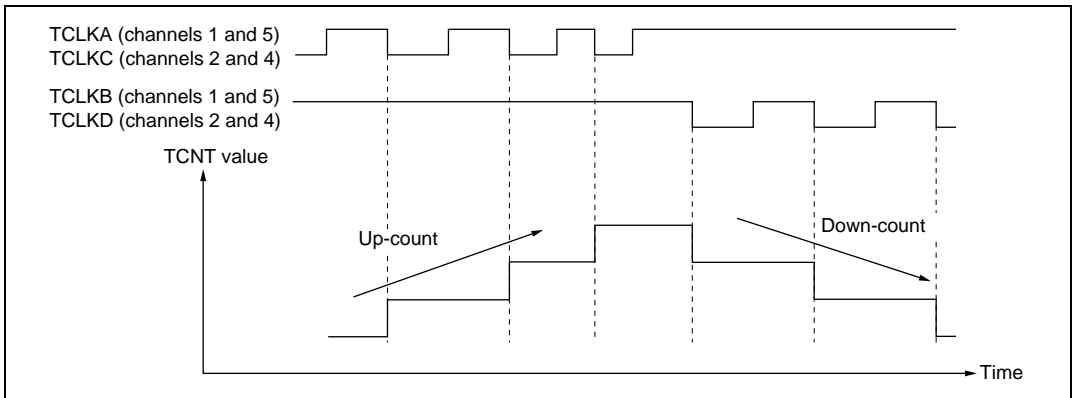 TCLKA (channels 1 and 5)
TCLKC (channels 2 and 4)
TCLKB (channels 1 and 5)
TCLKD (channels 2 and 4)
TCNT value
Up-count
Down-count
Time